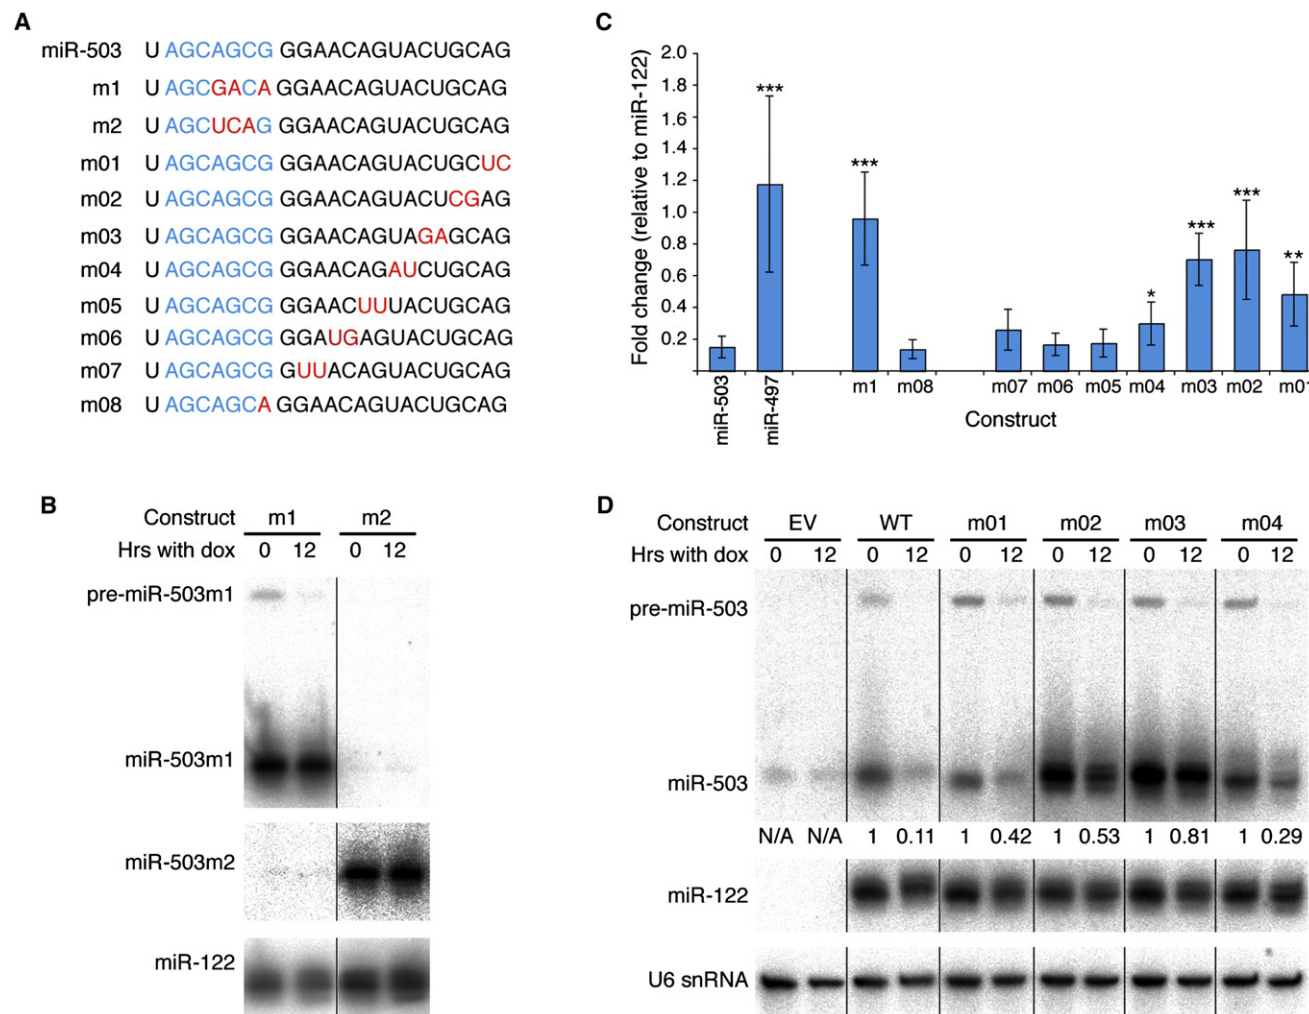 A
miR-503 U AGCAGCG GGAACAGUACUGCAG
m1 U AGCGACA GGAACAGUACUGCAG
m2 U AGCUCAG GGAACAGUACUGCAG
m01 U AGCAGCG GGAACAGUACUGCUC
m02 U AGCAGCG GGAACAGUACUCGAG
m03 U AGCAGCG GGAACAGUAGAGCAG
m04 U AGCAGCG GGAACAGAUCUGCAG
m05 U AGCAGCG GGAACUUUACUGCAG
m06 U AGCAGCG GGAUGAGUACUGCAG
m07 U AGCAGCG GUUACAGUACUGCAG
m08 U AGCAGCA GGAACAGUACUGCAG
C
Fold change (relative to miR-122)
2.0
1.8
1.6
1.4
1.2
1.0
0.8
0.6
0.4
0.2
*** *** * *** *** **
miR-503 miR-497 m1 m08 m07 m06 m05 m04 m03 m02 m01
Construct
B
Construct m1 m2
Hrs with dox 0 12 0 12
pre-miR-503m1
miR-503m1
miR-503m2
miR-122
D
Construct EV WT m01 m02 m03 m04
Hrs with dox 0 12 0 12 0 12 0 12 0 12 0 12
pre-miR-503
miR-503
N/A N/A 1 0.11 1 0.42 1 0.53 1 0.81 1 0.29
miR-122
U6 snRNA